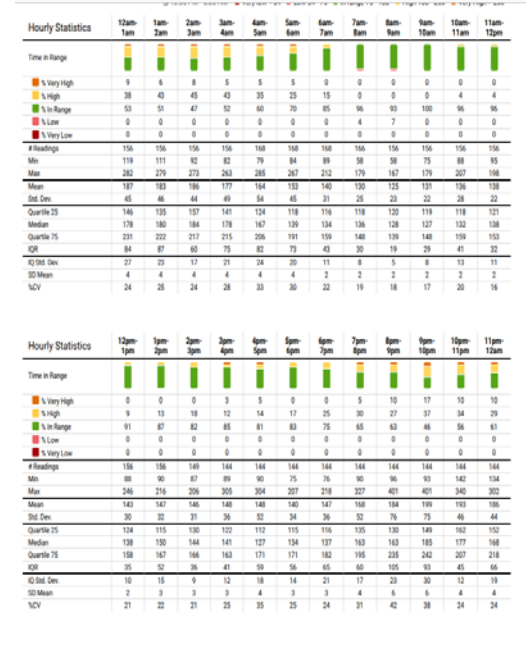 Hourly Statistics 12am- 1am- 2am- 3am- 4am- 5am- 6am- 7am- 8am- 9am- 10am- 11am-
1am 2am 3am 4am 5am 6am 7am 8am 9am 10am 11am 12pm
Time in Range
% Very High 9 6 8 5 5 5 0 0 0 0 0 0
% High 38 43 45 43 35 25 15 0 0 0 4 4
% In Range 53 51 47 52 60 70 85 96 93 100 96 96
% Low 0 0 0 0 0 0 0 4 7 0 0 0
% Very Low 0 0 0 0 0 0 0 0 0 0 0 0
# Readings 156 156 156 156 168 168 168 166 156 156 156 156
Min 119 111 92 82 79 84 89 58 58 75 88 95
Max 282 279 273 263 285 267 212 179 167 179 207 198
Mean 187 183 186 177 164 153 140 130 125 131 136 138
Std. Dev. 45 46 44 49 54 45 31 25 23 22 28 22
Quartile 25 146 135 157 141 124 118 116 118 120 119 118 121
Median 178 180 184 178 167 139 134 136 128 127 132 138
Quartile 75 231 222 217 215 206 191 159 148 139 148 159 153
IQR 84 87 60 75 82 73 43 30 19 29 41 32
IQ Std. Dev. 27 23 17 21 24 20 11 8 5 8 13 11
SD Mean 4 4 4 4 4 4 2 2 2 2 2 2
%CV 24 25 24 28 33 30 22 19 18 17 20 16
Hourly Statistics 12pm- 1pm- 2pm- 3pm- 4pm- 5pm- 6pm- 7pm- 8pm- 9pm- 10pm- 11pm-
1pm 2pm 3pm 4pm 5pm 6pm 7pm 8pm 9pm 10pm 11pm 12am
Time in Range
% Very High 0 0 0 3 5 0 0 5 10 17 10 10
% High 9 13 18 12 14 17 25 30 27 37 34 29
% In Range 91 87 82 85 81 83 75 65 63 46 56 61
% Low 0 0 0 0 0 0 0 0 0 0 0 0
% Very Low 0 0 0 0 0 0 0 0 0 0 0 0
# Readings 156 156 149 144 144 144 144 144 144 144 144 144
Min 88 90 87 89 90 75 76 90 96 93 142 134
Max 246 216 206 305 304 207 218 327 401 401 340 302
Mean 143 147 146 148 148 140 147 168 184 199 193 186
Std. Dev. 30 32 31 36 52 34 36 52 76 75 46 44
Quartile 25 124 115 130 122 112 115 116 135 130 149 162 152
Median 138 150 144 141 127 134 137 163 163 185 177 168
Quartile 75 158 167 166 163 171 171 182 195 235 242 207 218
IQR 35 52 36 41 59 56 65 60 105 93 45 66
IQ Std. Dev. 10 15 9 12 18 14 21 17 23 30 12 19
SD Mean 2 3 3 3 4 3 3 4 6 6 4 4
%CV 21 22 21 25 35 25 24 31 42 38 24 24